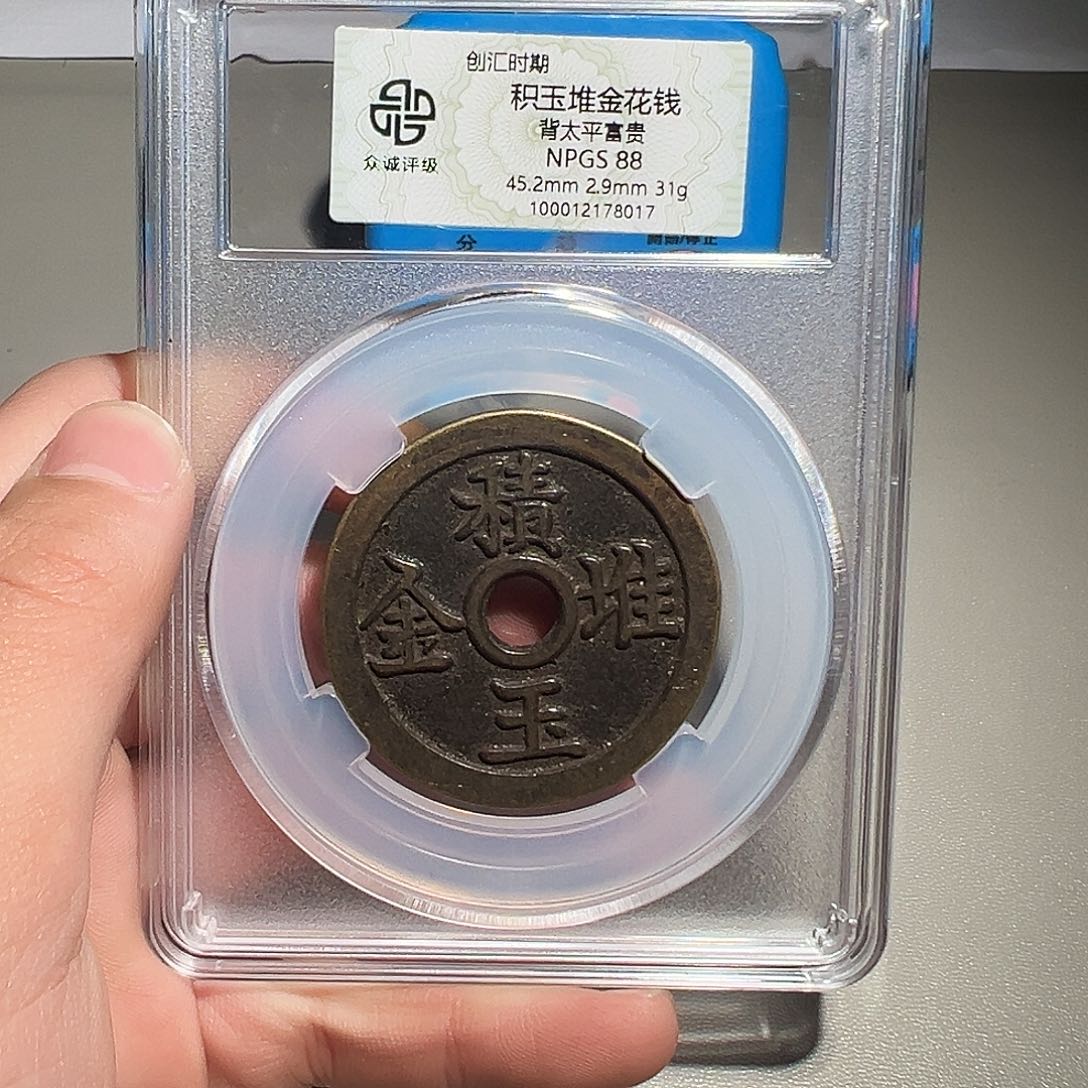 创汇时期
积玉堆金花钱
背太平富贵
NPGS 88
45.2mm 2.9mm 31g
100012178017
众诚评级
分
積
堆
金
玉